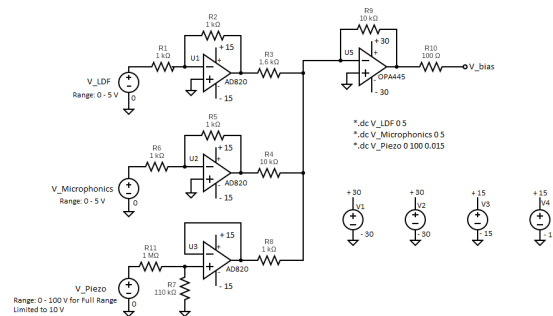 R2
1 kΩ
R1
1 kΩ
+ 15
U1
AD820
- 15
R3
1.6 kΩ
V_LDF
Range: 0 - 5 V
0
R9
10 kΩ
+ 30
U5
OPA445
- 30
R10
100 Ω
V_bias
*.dc V_LDF 0 5
*.dc V_Microphonics 0 5
*.dc V_Piezo 0 100 0.015
R5
1 kΩ
R6
1 kΩ
+ 15
U2
AD820
- 15
R4
10 kΩ
V_Microphonics
Range: 0 - 5 V
0
+ 15
U3
AD820
- 15
R8
1 kΩ
R11
1 MΩ
R7
110 kΩ
V_Piezo
0
Range: 0 - 100 V for Full Range
Limited to 10 V
+ 30
V1
- 30
+ 30
V2
- 30
+ 15
V3
- 15
+ 15
V4
- 1